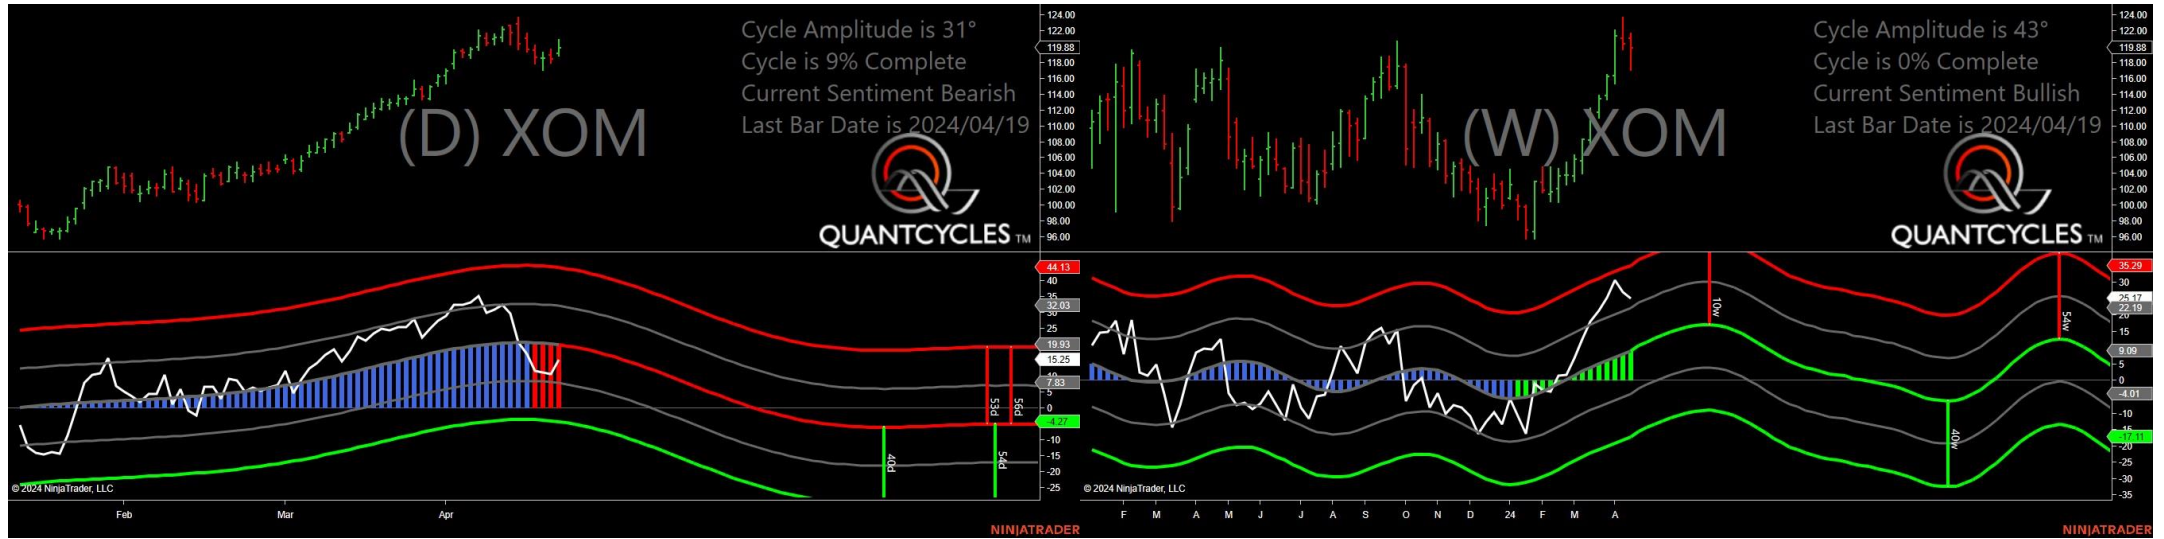 Cycle Amplitude is 31°
Cycle is 9% Complete
Current Sentiment Bearish
Last Bar Date is 2024/04/19
(D) XOM
QUANTCYCLES TM
124.00
122.00
119.88
118.00
116.00
114.00
112.00
110.00
108.00
106.00
104.00
102.00
100.00
98.00
96.00
44.13
40
35
32.03
30
25
19.93
15.25
10
7.83
5
0
-4.27
-10
-15
-20
-25
53d
56d
40d
54d
© 2024 NinjaTrader, LLC
Feb
Mar
Apr
NINJATRADER
Cycle Amplitude is 43°
Cycle is 0% Complete
Current Sentiment Bullish
Last Bar Date is 2024/04/19
(W) XOM
QUANTCYCLES TM
124.00
122.00
119.88
118.00
116.00
114.00
112.00
110.00
108.00
106.00
104.00
102.00
100.00
98.00
96.00
35.29
30
25.17
22.19
20
15
9.09
5
0
-4.01
-10
-15
-17.11
-20
-25
-30
-35
10w
54w
40w
© 2024 NinjaTrader, LLC
F
M
A
M
J
J
A
S
O
N
D
24
F
M
A
NINJATRADER